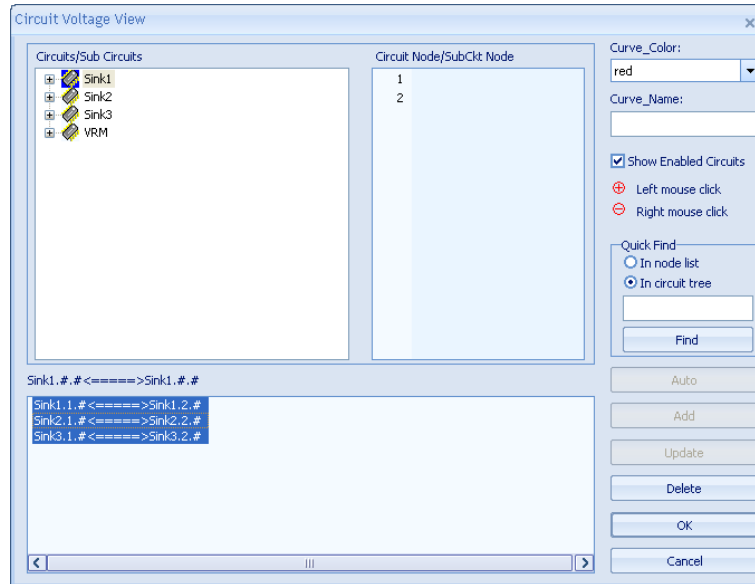 Circuit Voltage View
Circuits/Sub Circuits
Sink1
Sink2
Sink3
VRM
Circuit Node/SubCkt Node
1
2
Curve_Color:
red
Curve_Name:
Show Enabled Circuits
Left mouse click
Right mouse click
Quick Find
In node list
In circuit tree
Find
Sink1.#.#<=====>Sink1.#.#
Sink1.1.#<=====>Sink1.2.#
Sink2.1.#<=====>Sink2.2.#
Sink3.1.#<=====>Sink3.2.#
Auto
Add
Update
Delete
OK
Cancel